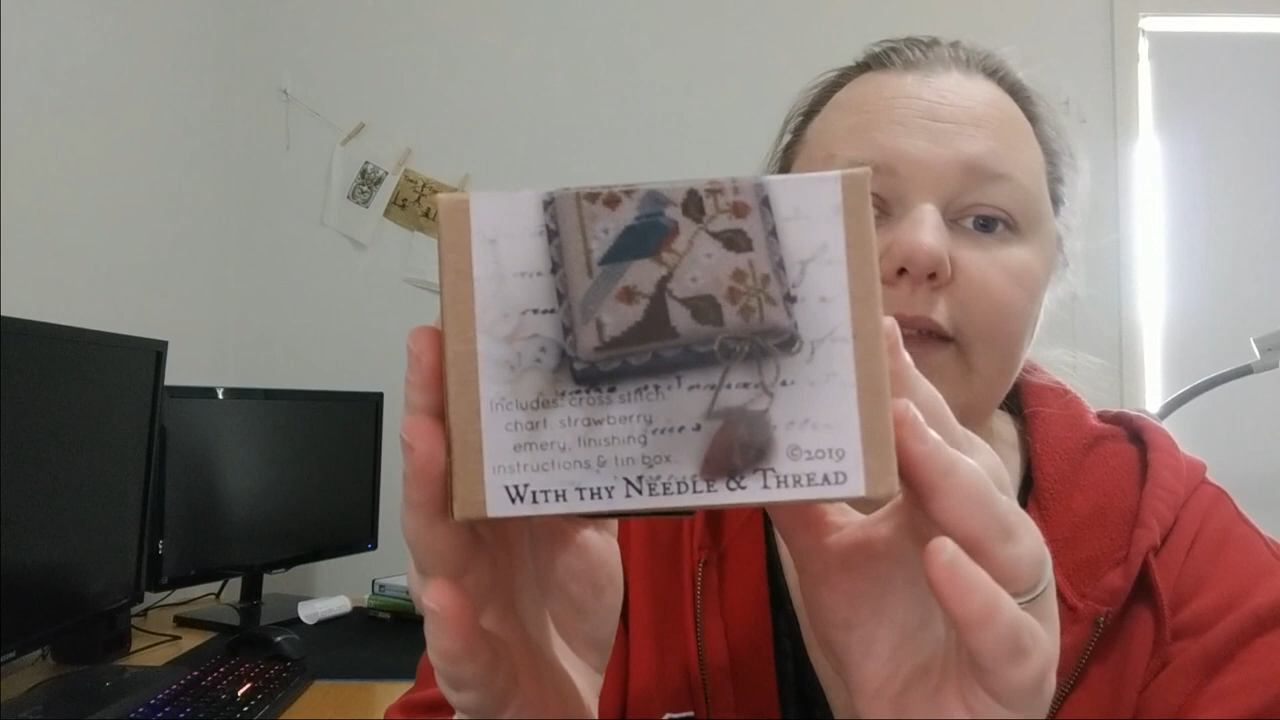 Includes: cross stitch
chart, strawberry
emery, finishing
instructions & tin box.
©2019
With thy Needle & Thread